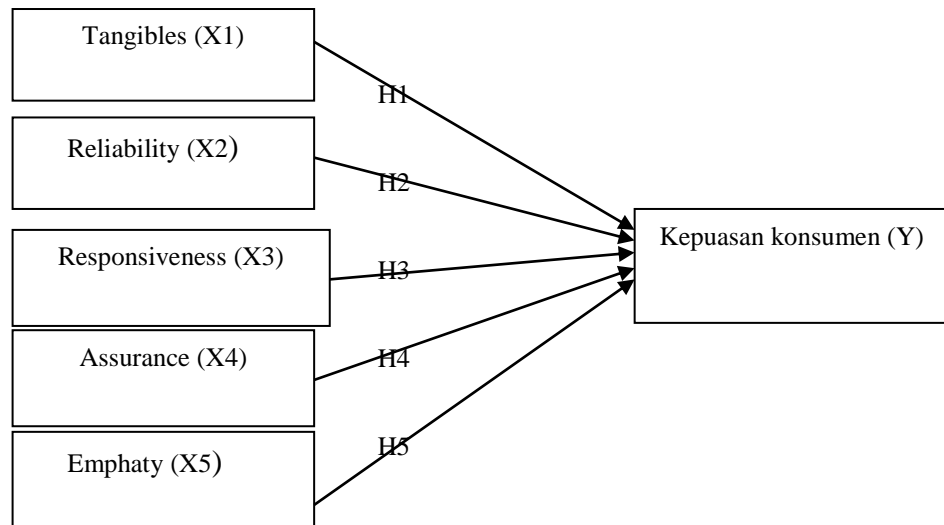 Tangibles (X1)
H1
Reliability (X2)
H2
Kepuasan konsumen (Y)
Responsiveness (X3)
H3
Assurance (X4)
H4
H5
Emphaty (X5)